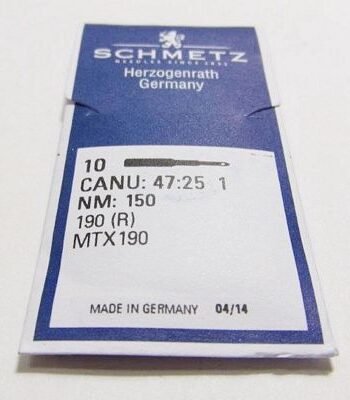 SCHMETZ
NEEDLES SINCE 1851
Herzogenrath
Germany
10
CANU: 47:25 1
NM: 150
190 (R)
MTX190
MADE IN GERMANY 04/14